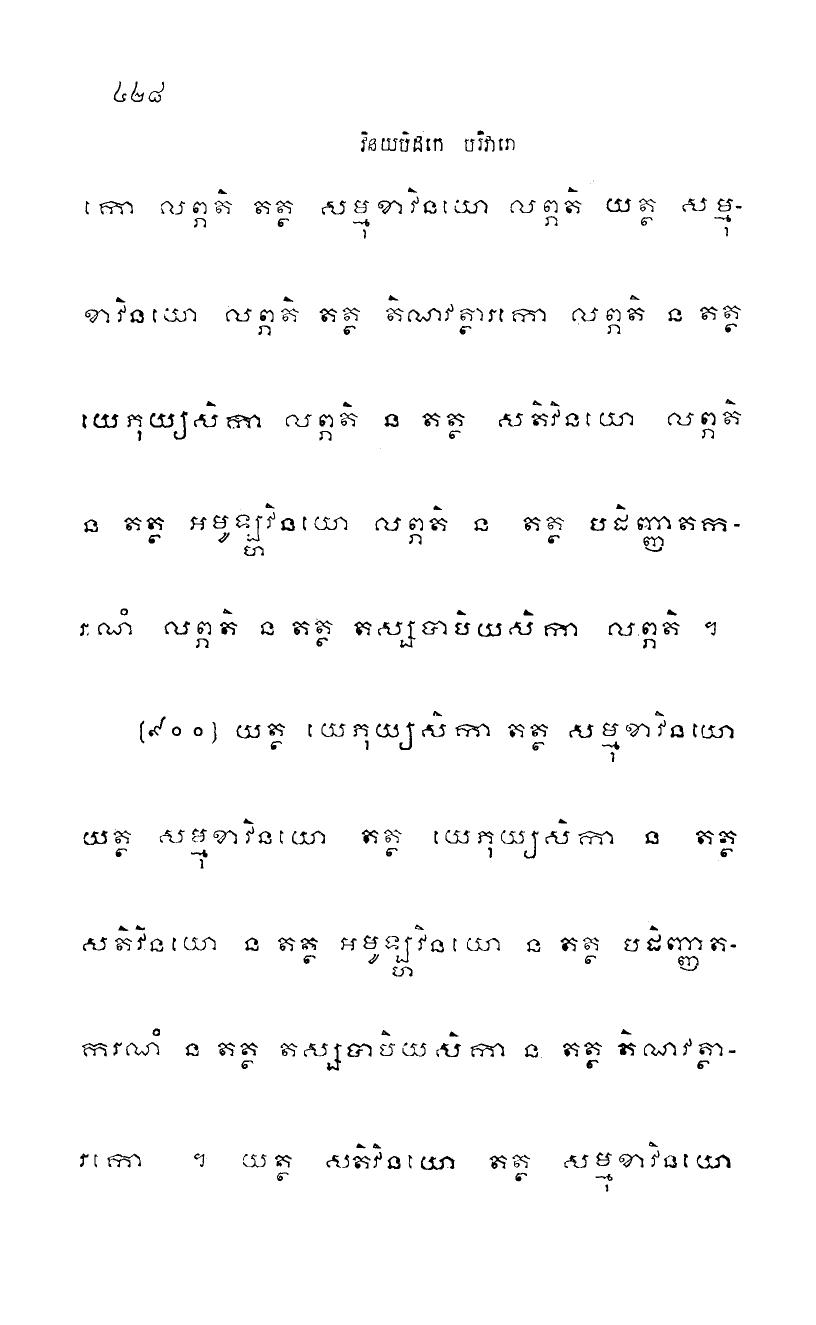 ៤២៨
វិនយបិដកេ បរិវារោ
កោ លព្ភតិ តត្ថ សម្មុខាវិនយោ លព្ភតិ យត្ថ សម្មុ-
ខាវិនយោ លព្ភតិ តត្ថ តិណវត្ថារកោ លព្ភតិ ន តត្ថ
យេភុយ្យសិកា លព្ភតិ ន តត្ថ សតិវិនយោ លព្ភតិ
ន តត្ថ អមូឡ្ហវិនយោ លព្ភតិ ន តត្ថ បដិញ្ញាតក-
រណំ លព្ភតិ ន តត្ថ តស្សបាបិយសិកា លព្ភតិ ។
(៩០០) យត្ថ យេភុយ្យសិកា តត្ថ សម្មុខាវិនយោ
យត្ថ សម្មុខាវិនយោ តត្ថ យេភុយ្យសិកា ន តត្ថ
សតិវិនយោ ន តត្ថ អមូឡ្ហវិនយោ ន តត្ថ បដិញ្ញាត-
ករណំ ន តត្ថ តស្សបាបិយសិកា ន តត្ថ តិណវត្ថា-
រកោ ។ យត្ថ សតិវិនយោ តត្ថ សម្មុខាវិនយោ